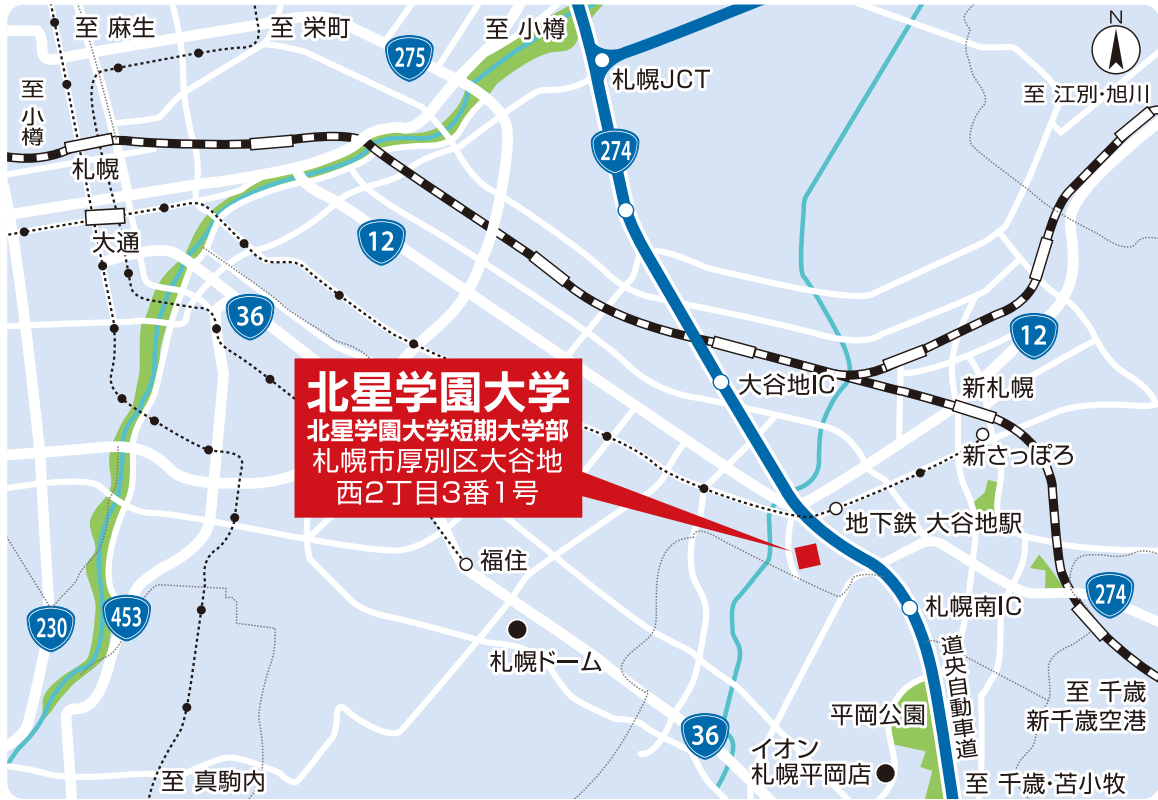 至 麻生
至 栄町
至 小樽
275
札幌JCT
N
至 江別・旭川
至 小樽
札幌
274
大通
12
36
12
北星学園大学
北星学園大学短期大学部
札幌市厚別区大谷地
西2丁目3番1号
大谷地IC
新札幌
新さっぽろ
地下鉄 大谷地駅
福住
230
453
札幌ドーム
札幌南IC
274
道央自動車道
平岡公園
至 千歳
新千歳空港
36
イオン
札幌平岡店
至 真駒内
至 千歳・苫小牧